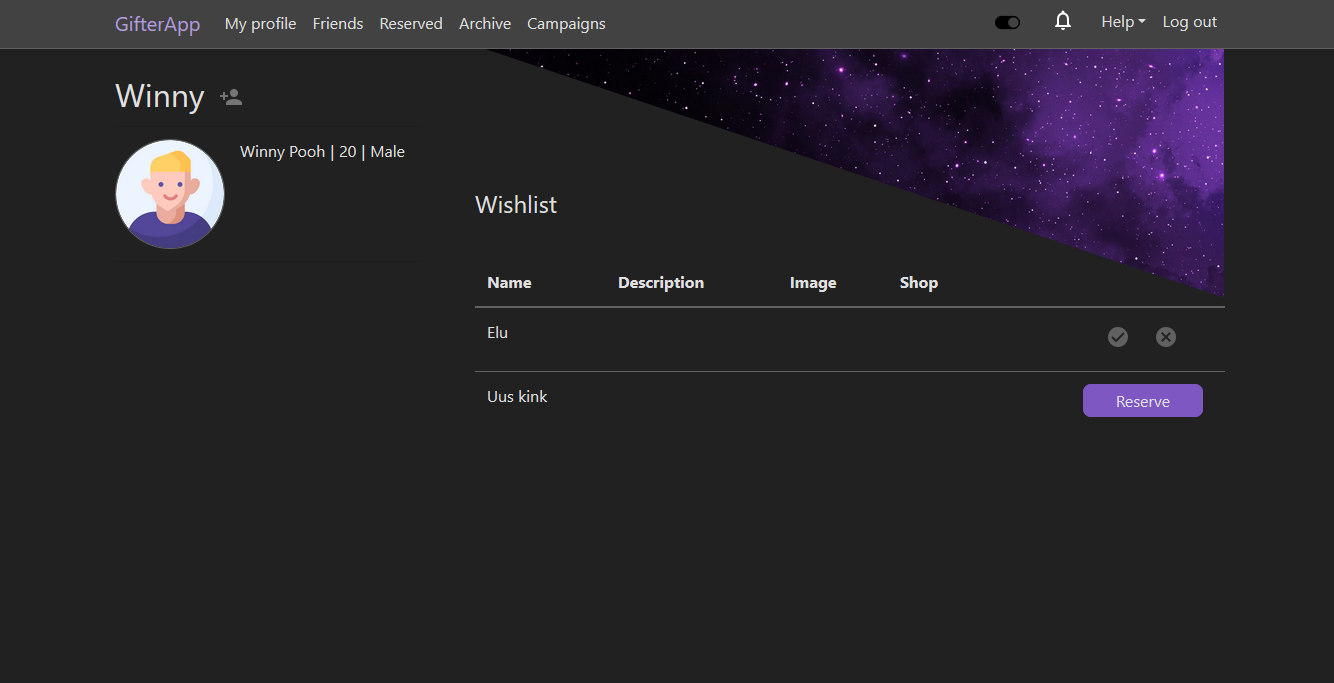 GifterApp My profile Friends Reserved Archive Campaigns Help Log out
Winny
Winny Pooh | 20 | Male
Wishlist
Name Description Image Shop
Elu
Uus kink Reserve